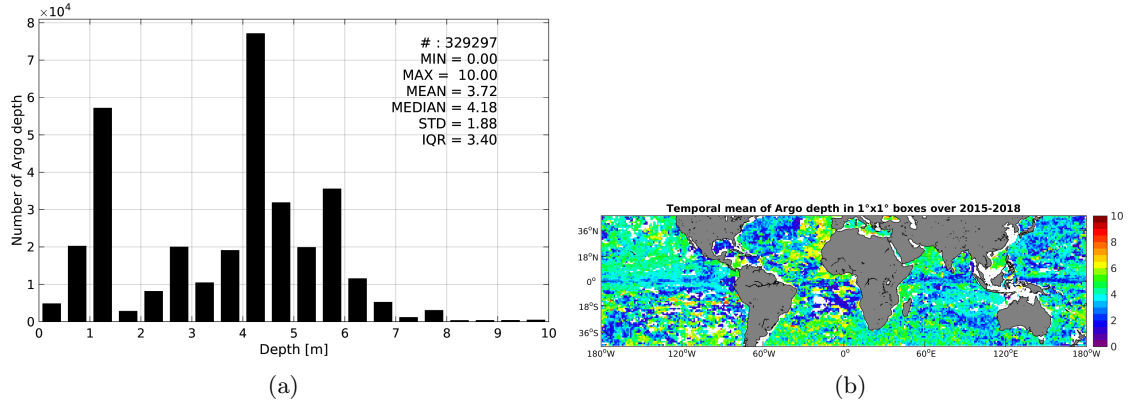 ×10⁴
8
7
6
5
4
3
2
1
0
Number of Argo depth
# : 329297
MIN = 0.00
MAX = 10.00
MEAN = 3.72
MEDIAN = 4.18
STD = 1.88
IQR = 3.40
0 1 2 3 4 5 6 7 8 9 10
Depth [m]
(a)
Temporal mean of Argo depth in 1°x1° boxes over 2015-2018
36°N
18°N
0°
18°S
36°S
180°W 120°W 60°W 0° 60°E 120°E 180°W
10
8
6
4
2
0
(b)